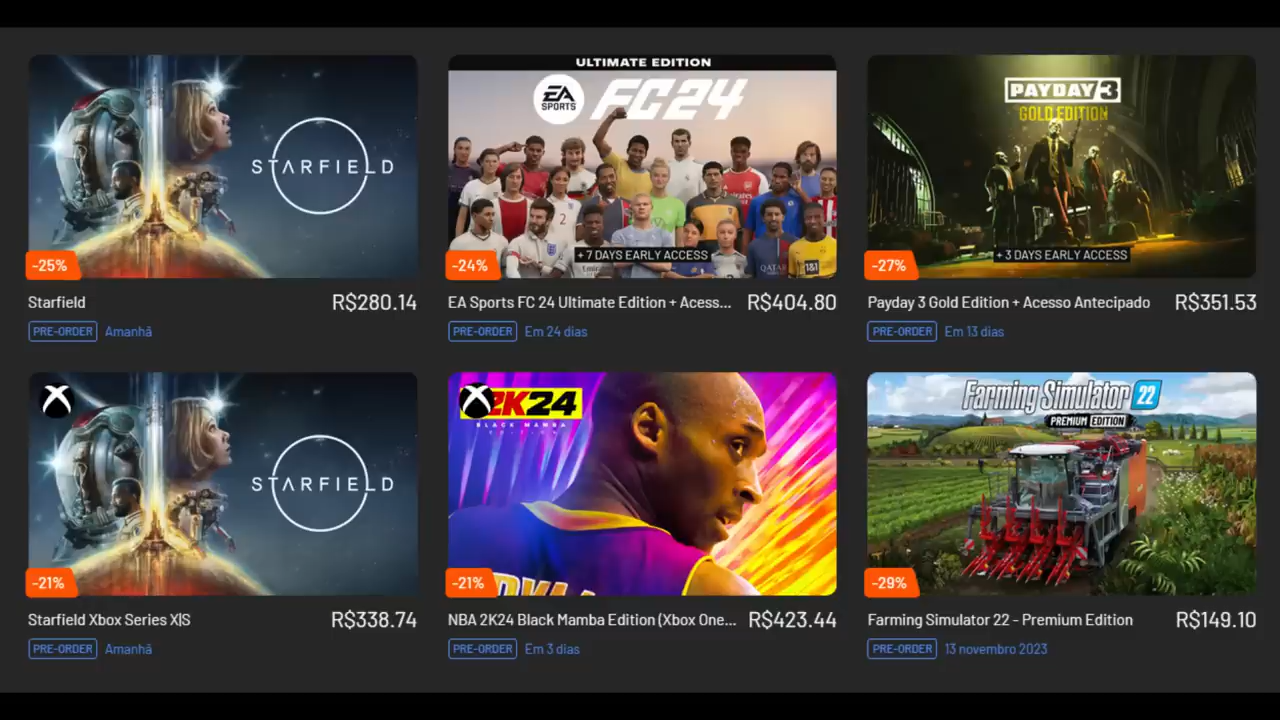 STARFIELD
-25%
Starfield R$280.14
PRE-ORDER Amanhã
ULTIMATE EDITION
EA SPORTS FC24
+ 7 DAYS EARLY ACCESS
-24%
EA Sports FC 24 Ultimate Edition + Acess... R$404.80
PRE-ORDER Em 24 dias
PAYDAY 3
GOLD EDITION
+ 3 DAYS EARLY ACCESS
-27%
Payday 3 Gold Edition + Acesso Antecipado R$351.53
PRE-ORDER Em 13 dias
STARFIELD
-21%
Starfield Xbox Series X|S R$338.74
PRE-ORDER Amanhã
2K24
BLACK MAMBA
EDITION
-21%
NBA 2K24 Black Mamba Edition (Xbox One... R$423.44
PRE-ORDER Em 3 dias
Farming Simulator 22
PREMIUM EDITION
-29%
Farming Simulator 22 - Premium Edition R$149.10
PRE-ORDER 13 novembro 2023